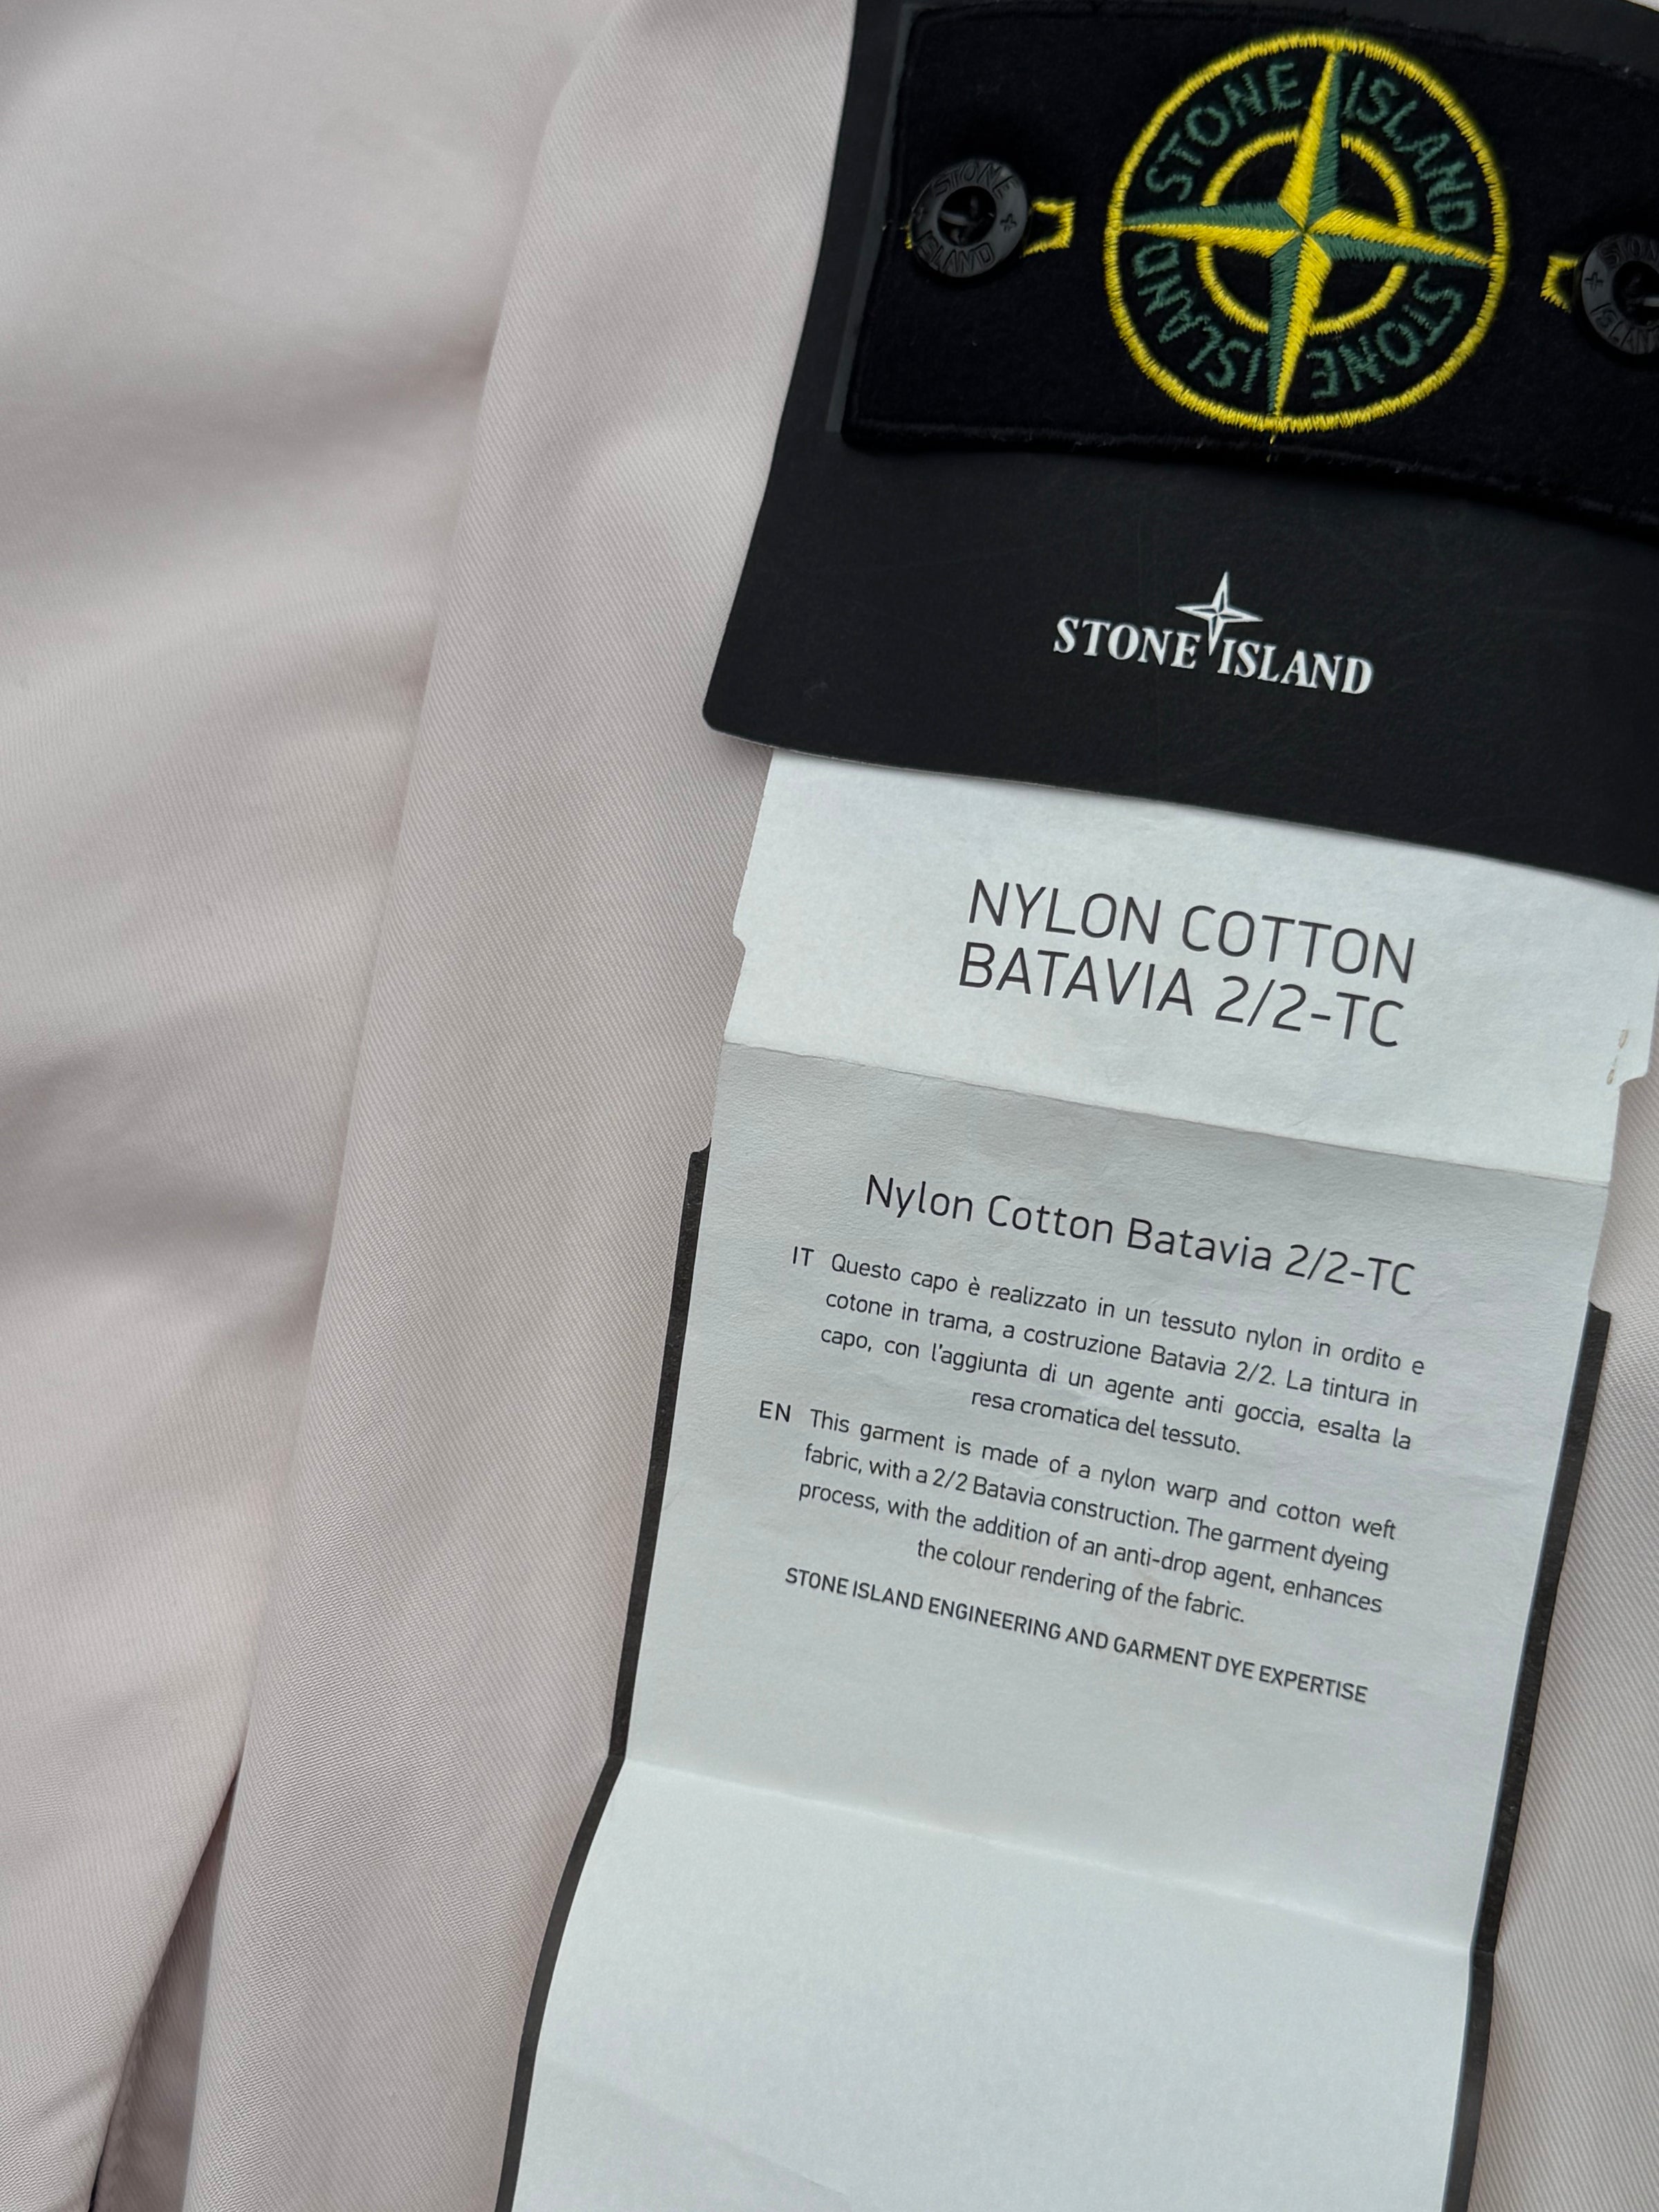 STONE ISLAND
STONE ISLAND
STONE ISLAND
STONE
STONE ISLAND
NYLON COTTON
BATAVIA 2/2-TC
Nylon Cotton Batavia 2/2-TC
IT Questo capo è realizzato in un tessuto nylon in ordito e
cotone in trama, a costruzione Batavia 2/2. La tintura in
capo, con l'aggiunta di un agente anti goccia, esalta la
resa cromatica del tessuto.
EN This garment is made of a nylon warp and cotton weft
fabric, with a 2/2 Batavia construction. The garment dyeing
process, with the addition of an anti-drop agent, enhances
the colour rendering of the fabric.
STONE ISLAND ENGINEERING AND GARMENT DYE EXPERTISE